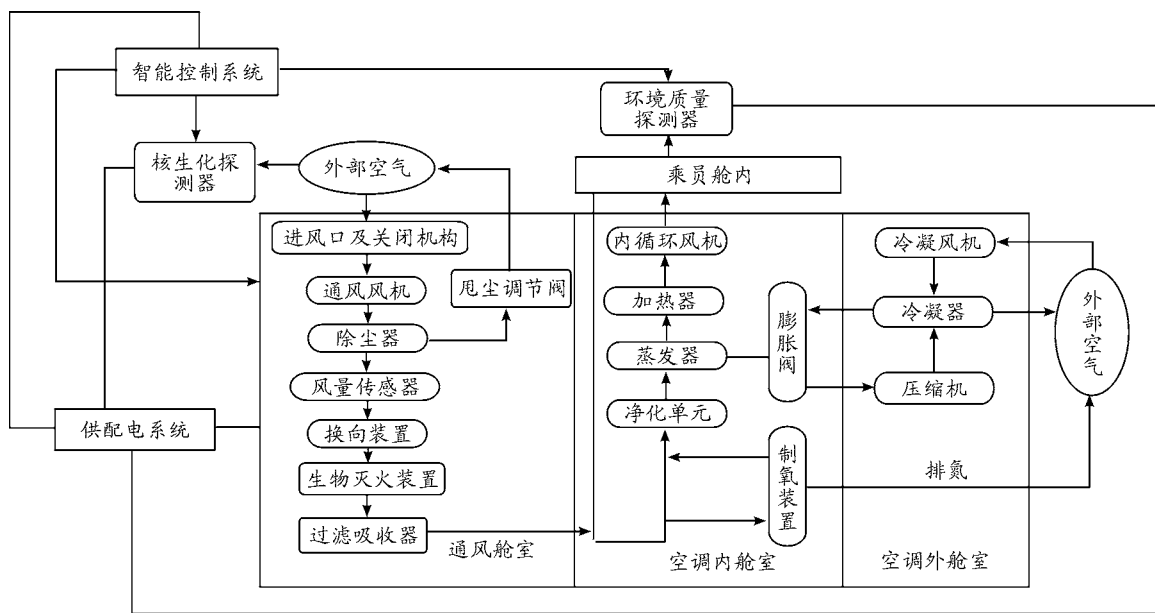 智能控制系统
环境质量
探测器
核生化探
测器
外部空气
乘员舱内
进风口及关闭机构
通风风机
甩尘调节阀
除尘器
风量传感器
供配电系统
换向装置
生物灭火装置
过滤吸收器
通风舱室
内循环风机
加热器
蒸发器
净化单元
膨胀阀
制氧装置
空调内舱室
冷凝风机
冷凝器
压缩机
外部空气
排氮
空调外舱室